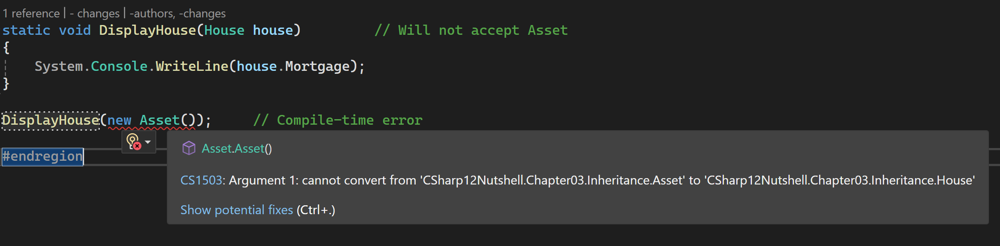 1 reference | - changes | -authors, -changes
static void DisplayHouse(House house)         // Will not accept Asset
{
    System.Console.WriteLine(house.Mortgage);
}
DisplayHouse(new Asset());     // Compile-time error
Asset.Asset()
#endregion
CS1503: Argument 1: cannot convert from 'CSharp12Nutshell.Chapter03.Inheritance.Asset' to 'CSharp12Nutshell.Chapter03.Inheritance.House'
Show potential fixes (Ctrl+.)